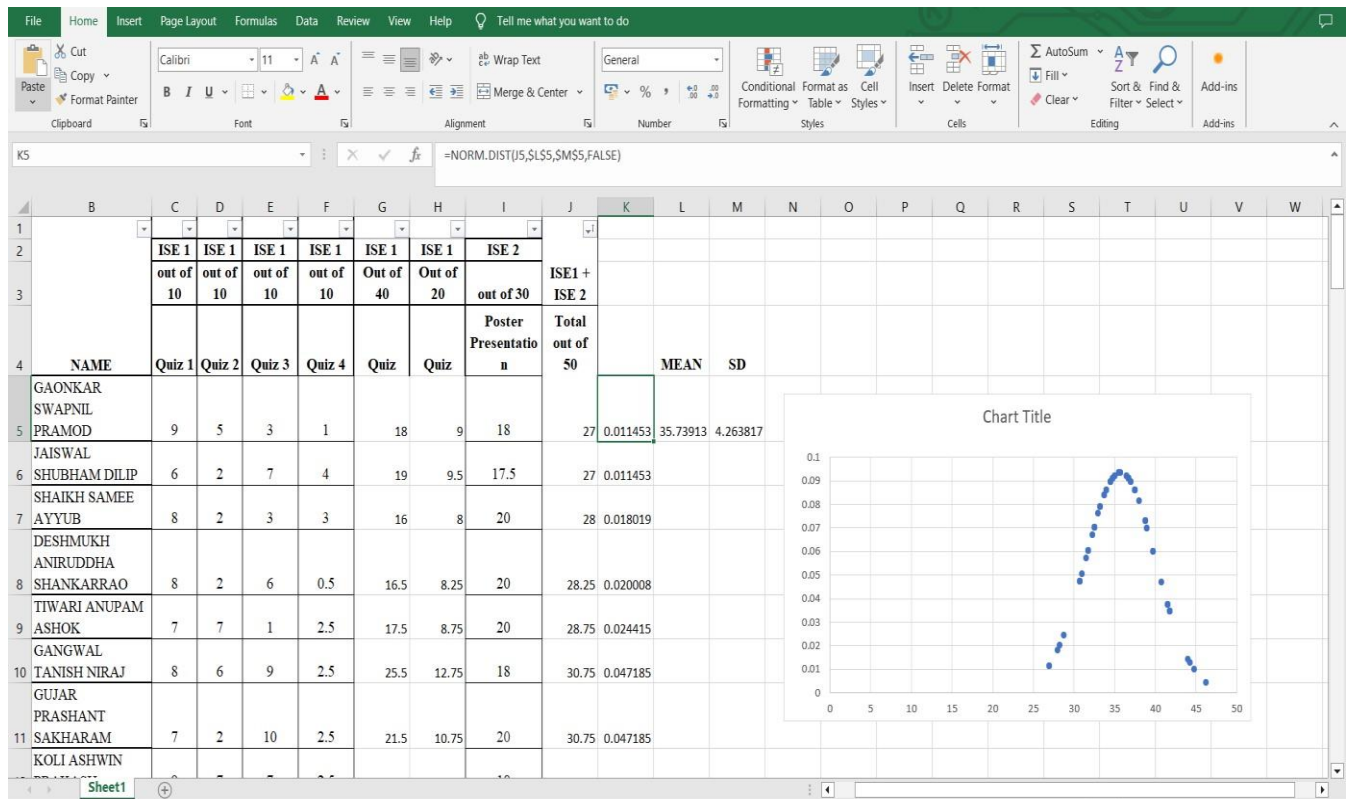 File Home Insert Page Layout Formulas Data Review View Help Tell me what you want to do
Cut
Copy
Format Painter
Paste
Clipboard
Calibri 11
B I U
Font
Wrap Text
Merge & Center
Alignment
General
%
Number
Conditional Formatting
Format as Table
Cell Styles
Styles
Insert Delete Format
Cells
AutoSum
Fill
Clear
Sort & Filter
Find & Select
Editing
Add-ins
Add-ins
K5 fx =NORM.DIST(J5,$L$5,$M$5,FALSE)
B C D E F G H I J K L M N O P Q R S T U V W
1
2 ISE 1 ISE 1 ISE 1 ISE 1 ISE 1 ISE 1 ISE 2
3 out of 10 out of 10 out of 10 out of 10 Out of 40 Out of 20 out of 30 ISE1 + ISE 2
4 NAME Quiz 1 Quiz 2 Quiz 3 Quiz 4 Quiz Quiz Poster Presentation Total out of 50 MEAN SD
GAONKAR
SWAPNIL
5 PRAMOD 9 5 3 1 18 9 18 27 0.011453 35.73913 4.263817
JAISWAL
6 SHUBHAM DILIP 6 2 7 4 19 9.5 17.5 27 0.011453
SHAIKH SAMEE
7 AYYUB 8 2 3 3 16 8 20 28 0.018019
DESHMUKH
ANIRUDDHA
8 SHANKARRAO 8 2 6 0.5 16.5 8.25 20 28.25 0.020008
TIWARI ANUPAM
9 ASHOK 7 7 1 2.5 17.5 8.75 20 28.75 0.024415
GANGWAL
10 TANISH NIRAJ 8 6 9 2.5 25.5 12.75 18 30.75 0.047185
GUJAR
PRASHANT
11 SAKHARAM 7 2 10 2.5 21.5 10.75 20 30.75 0.047185
KOLI ASHWIN
Chart Title
0.1
0.09
0.08
0.07
0.06
0.05
0.04
0.03
0.02
0.01
0
0 5 10 15 20 25 30 35 40 45 50
Sheet1